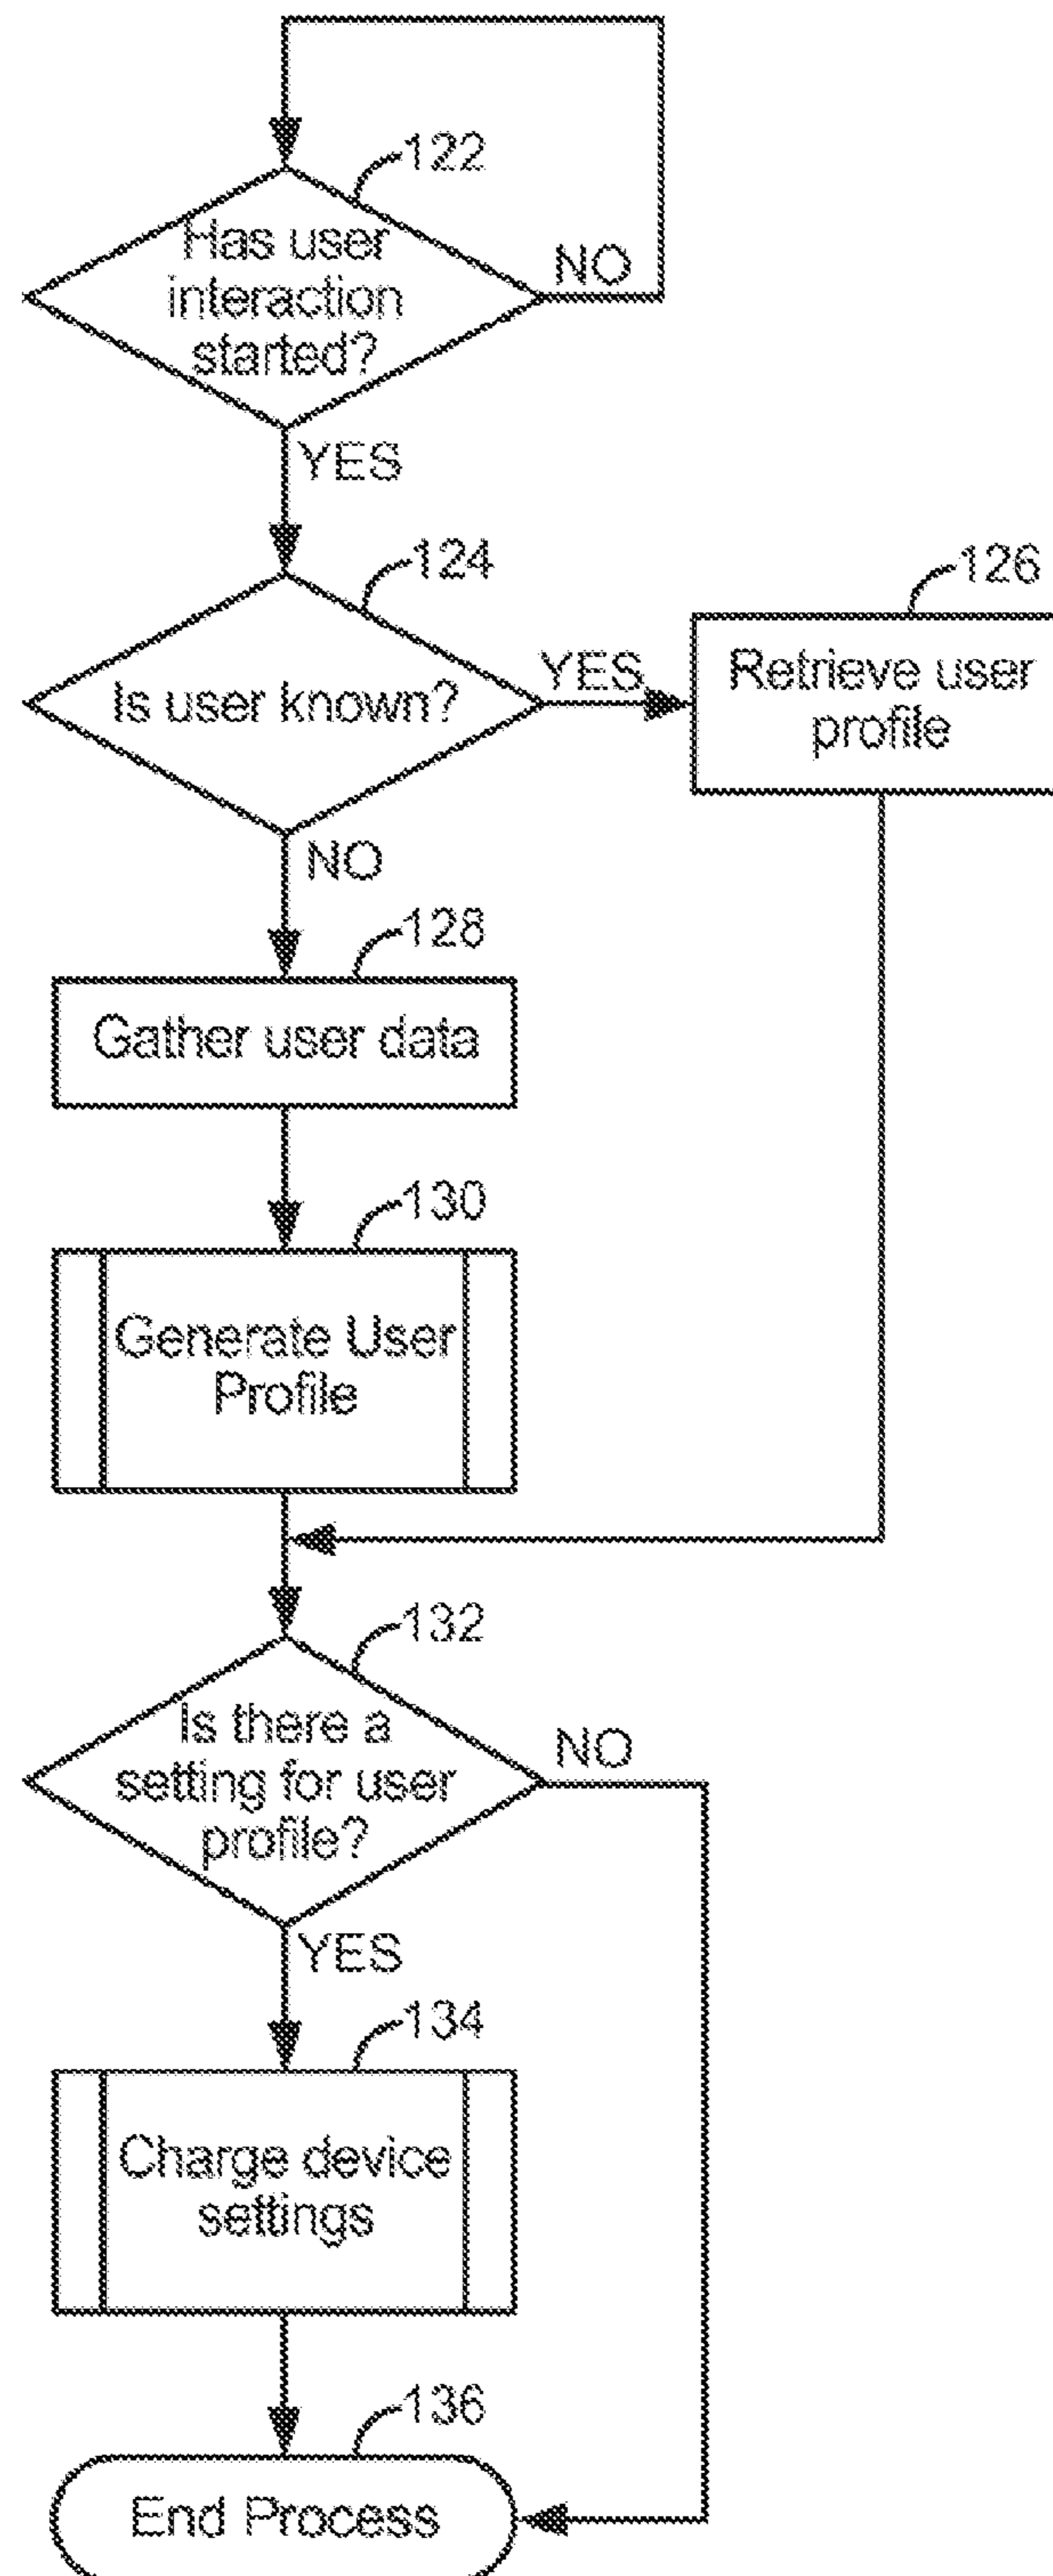 122
Has user
interaction
started?
NO
YES
124
Is user known?
YES
126
Retrieve user
profile
NO
128
Gather user data
130
Generate User
Profile
132
Is there a
setting for user
profile?
NO
YES
134
Charge device
settings
136
End Process